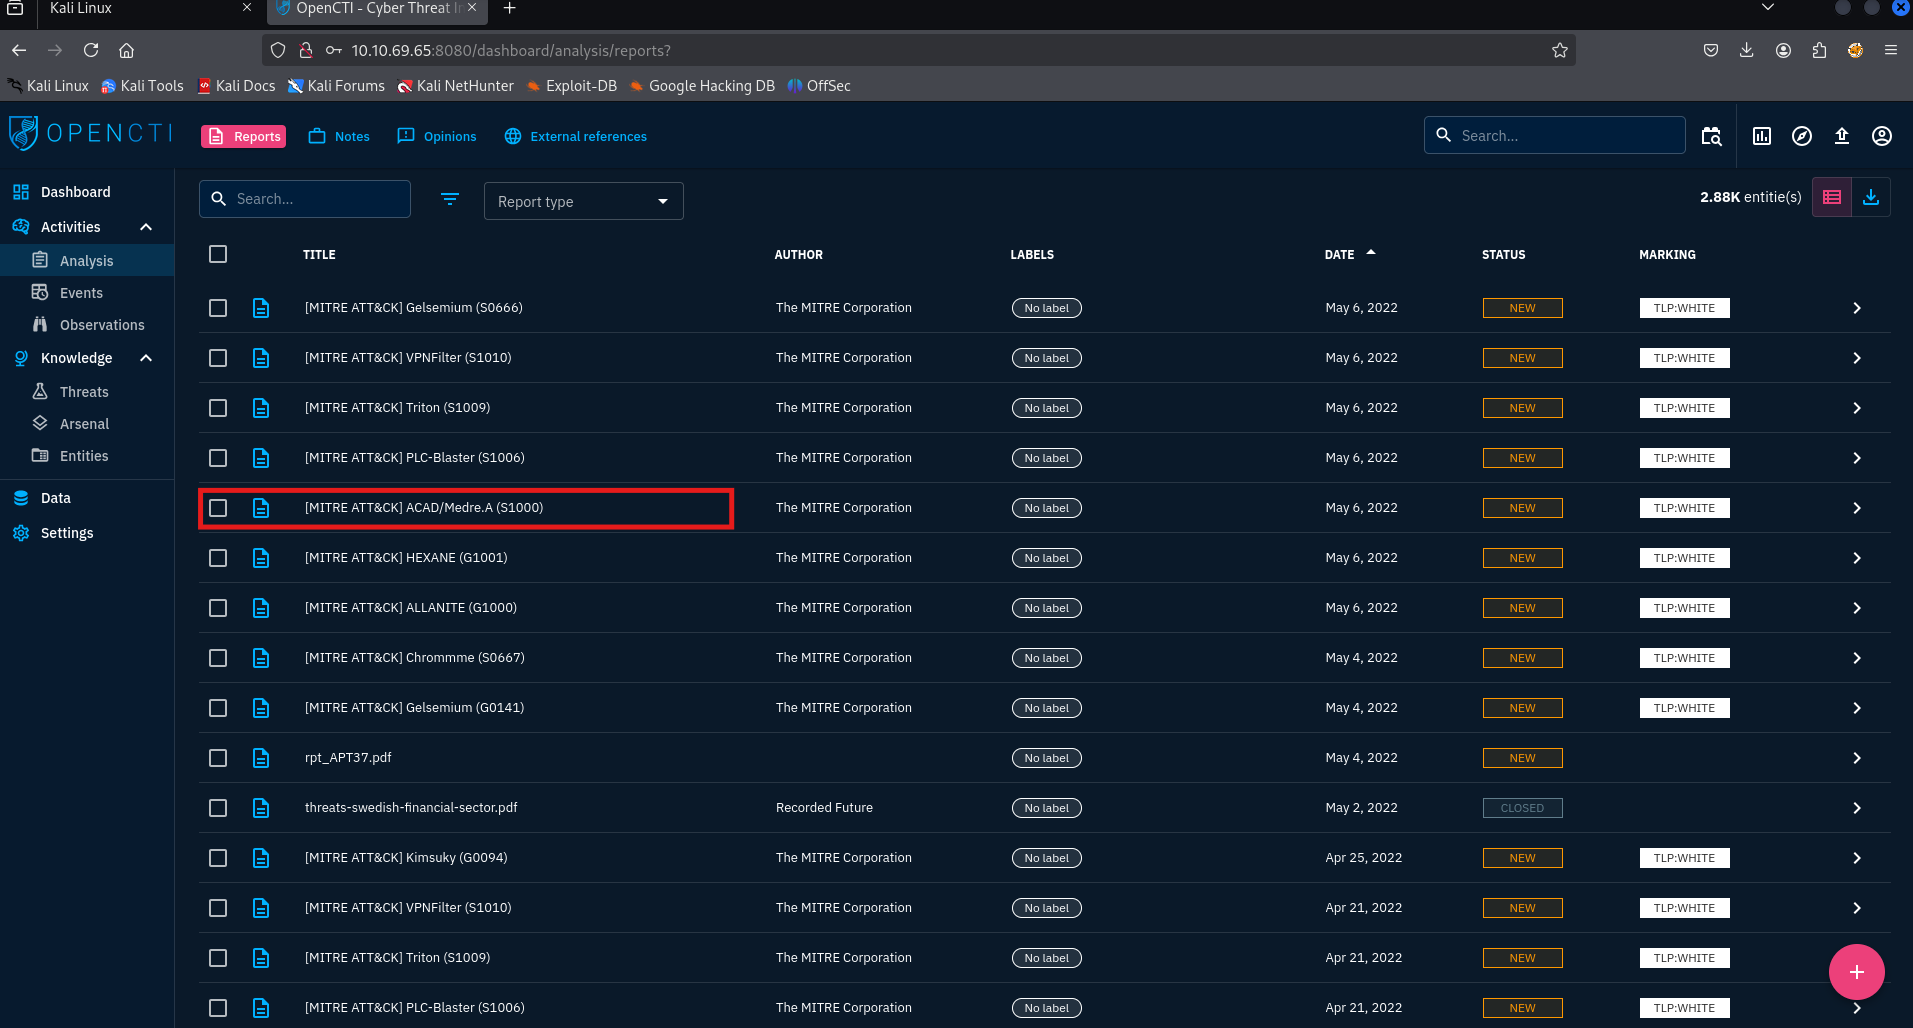 Kali Linux
OpenCTI - Cyber Threat In
10.10.69.65:8080/dashboard/analysis/reports?
Kali Linux Kali Tools Kali Docs Kali Forums Kali NetHunter Exploit-DB Google Hacking DB OffSec
OPENCTI Reports Notes Opinions External references Search...
Dashboard
Activities
Analysis
Events
Observations
Knowledge
Threats
Arsenal
Entities
Data
Settings
Search... Report type 2.88K entitie(s)
TITLE AUTHOR LABELS DATE STATUS MARKING
[MITRE ATT&CK] Gelsemium (S0666) The MITRE Corporation No label May 6, 2022 NEW TLP:WHITE
[MITRE ATT&CK] VPNFilter (S1010) The MITRE Corporation No label May 6, 2022 NEW TLP:WHITE
[MITRE ATT&CK] Triton (S1009) The MITRE Corporation No label May 6, 2022 NEW TLP:WHITE
[MITRE ATT&CK] PLC-Blaster (S1006) The MITRE Corporation No label May 6, 2022 NEW TLP:WHITE
[MITRE ATT&CK] ACAD/Medre.A (S1000) The MITRE Corporation No label May 6, 2022 NEW TLP:WHITE
[MITRE ATT&CK] HEXANE (G1001) The MITRE Corporation No label May 6, 2022 NEW TLP:WHITE
[MITRE ATT&CK] ALLANITE (G1000) The MITRE Corporation No label May 6, 2022 NEW TLP:WHITE
[MITRE ATT&CK] Chrommme (S0667) The MITRE Corporation No label May 4, 2022 NEW TLP:WHITE
[MITRE ATT&CK] Gelsemium (G0141) The MITRE Corporation No label May 4, 2022 NEW TLP:WHITE
rpt_APT37.pdf No label May 4, 2022 NEW
threats-swedish-financial-sector.pdf Recorded Future No label May 2, 2022 CLOSED
[MITRE ATT&CK] Kimsuky (G0094) The MITRE Corporation No label Apr 25, 2022 NEW TLP:WHITE
[MITRE ATT&CK] VPNFilter (S1010) The MITRE Corporation No label Apr 21, 2022 NEW TLP:WHITE
[MITRE ATT&CK] Triton (S1009) The MITRE Corporation No label Apr 21, 2022 NEW TLP:WHITE
[MITRE ATT&CK] PLC-Blaster (S1006) The MITRE Corporation No label Apr 21, 2022 NEW TLP:WHITE